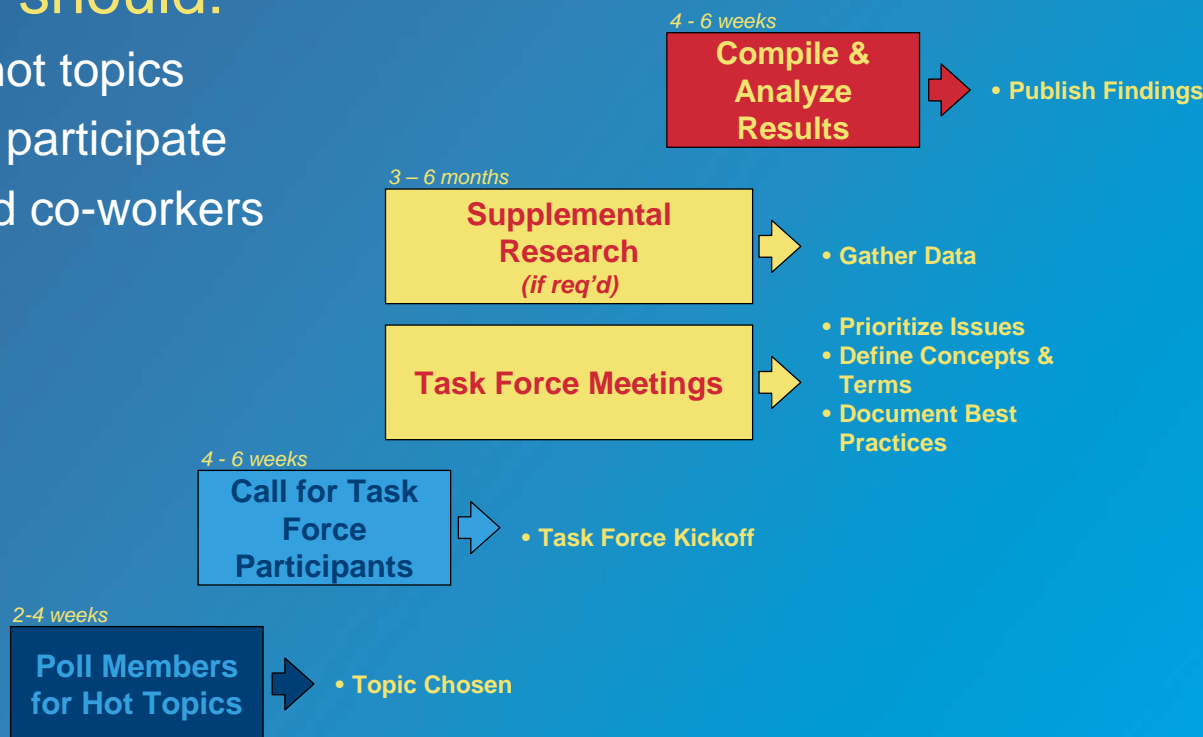 should:
hot topics
participate
co-workers
4 - 6 weeks
Compile &
Analyze
Results
• Publish Findings
3 – 6 months
Supplemental
Research
(if req'd)
• Gather Data
Task Force Meetings
• Prioritize Issues
• Define Concepts &
Terms
• Document Best
Practices
4 - 6 weeks
Call for Task
Force
Participants
• Task Force Kickoff
2-4 weeks
Poll Members
for Hot Topics
• Topic Chosen